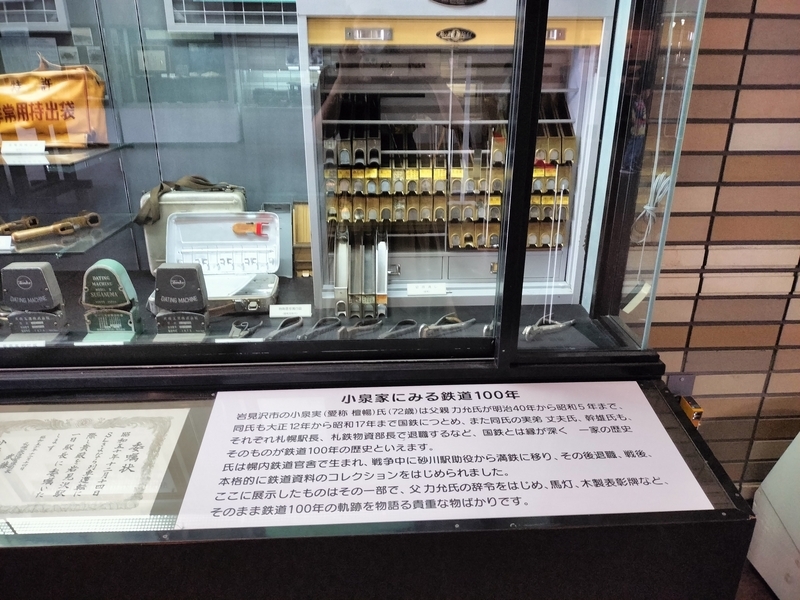 常用持出袋
DATING MACHINE
DATING
MACHINE
SUGANUMA
DATING MACHINE
小泉家にみる鉄道100年
岩見沢市の小泉実(愛称 檀暢)氏(72歳)は父親 力允氏が明治40年から昭和5年まで、
同氏も大正12年から昭和17年まで国鉄につとめ、また同氏の実弟 丈夫氏、幹雄氏も、
それぞれ札幌駅長、札鉄物資部長で退職するなど、国鉄とは縁が深く 一家の歴史
そのものが鉄道100年の歴史といえます。
氏は幌内鉄道官舎で生まれ、戦争中に砂川駅助役から満鉄に移り、その後退職、戦後、
本格的に鉄道資料のコレクションをはじめられました。
ここに展示したものはその一部で、父 力允氏の辞令をはじめ、馬灯、木製表彰牌など、
そのまま鉄道100年の軌跡を物語る貴重な物ばかりです。
委嘱状